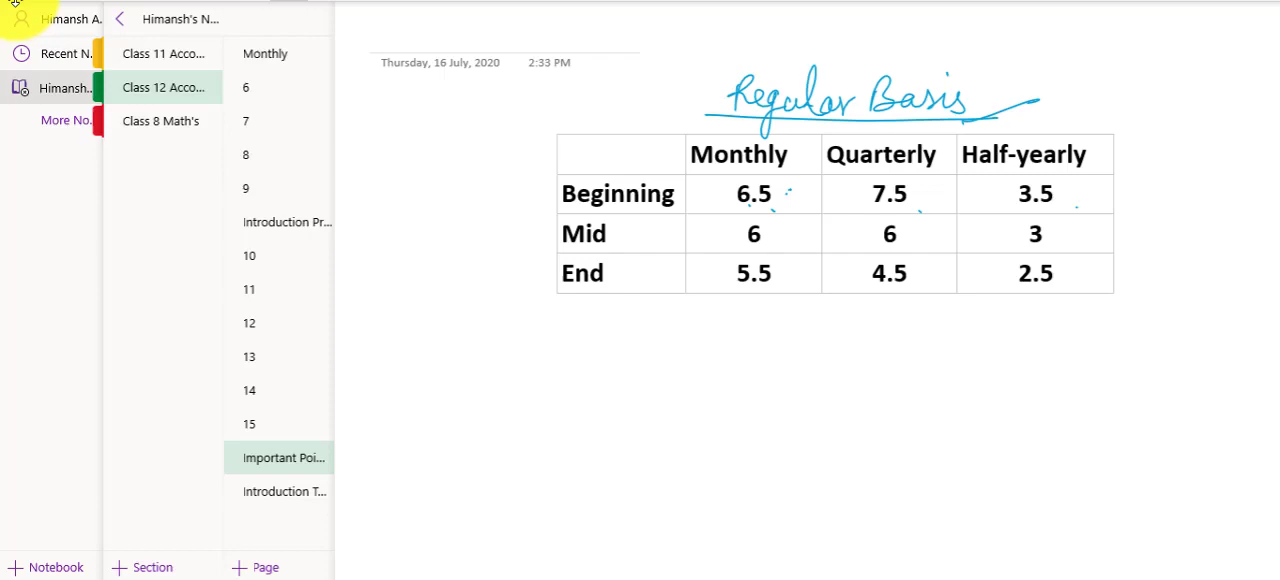 Himansh A.
Himansh's N...
Recent N.
Himansh..
More No.
Class 11 Acco...
Class 12 Acco...
Class 8 Math's
Monthly
6
7
8
9
Introduction Pr...
10
11
12
13
14
15
Important Poi...
Introduction T...
Notebook
Section
Page
Thursday, 16 July, 2020 2:33 PM
Regular Basis
Monthly Quarterly Half-yearly
Beginning 6.5 7.5 3.5
Mid 6 6 3
End 5.5 4.5 2.5